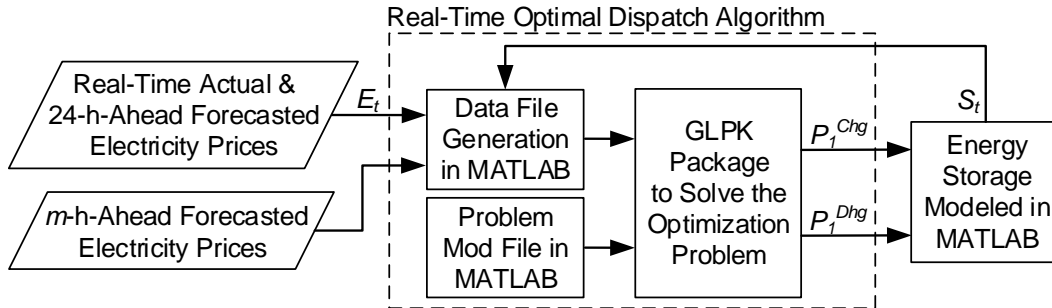 Real-Time Optimal Dispatch Algorithm
Real-Time Actual &
24-h-Ahead Forecasted
Electricity Prices
E_t
m-h-Ahead Forecasted
Electricity Prices
Data File
Generation
in MATLAB
Problem
Mod File in
MATLAB
GLPK
Package
to Solve the
Optimization
Problem
P_1^Chg
P_1^Dhg
S_t
Energy
Storage
Modeled in
MATLAB